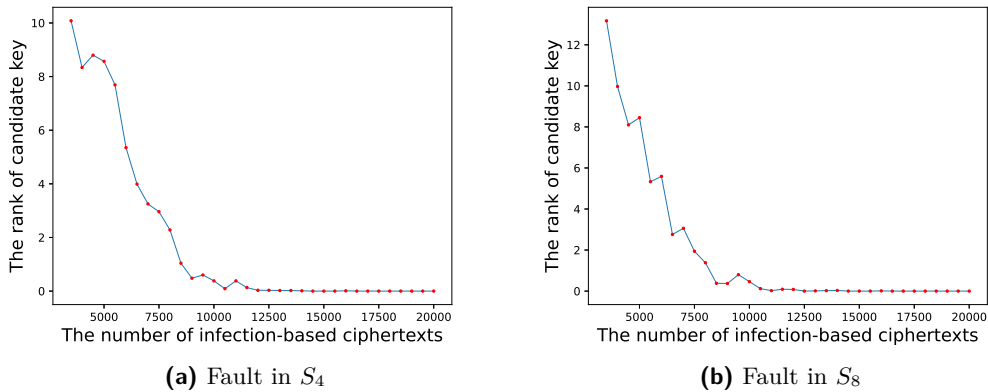 The rank of candidate key
10
8
6
4
2
0
5000 7500 10000 12500 15000 17500 20000
The number of infection-based ciphertexts
(a) Fault in S4
The rank of candidate key
12
10
8
6
4
2
0
5000 7500 10000 12500 15000 17500 20000
The number of infection-based ciphertexts
(b) Fault in S8